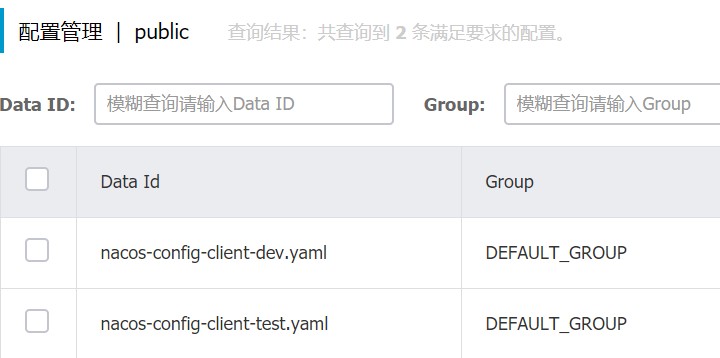 配置管理 | public 查询结果：共查询到 2 条满足要求的配置。
Data ID: 模糊查询请输入Data ID Group: 模糊查询请输入Group
Data Id Group
nacos-config-client-dev.yaml DEFAULT_GROUP
nacos-config-client-test.yaml DEFAULT_GROUP